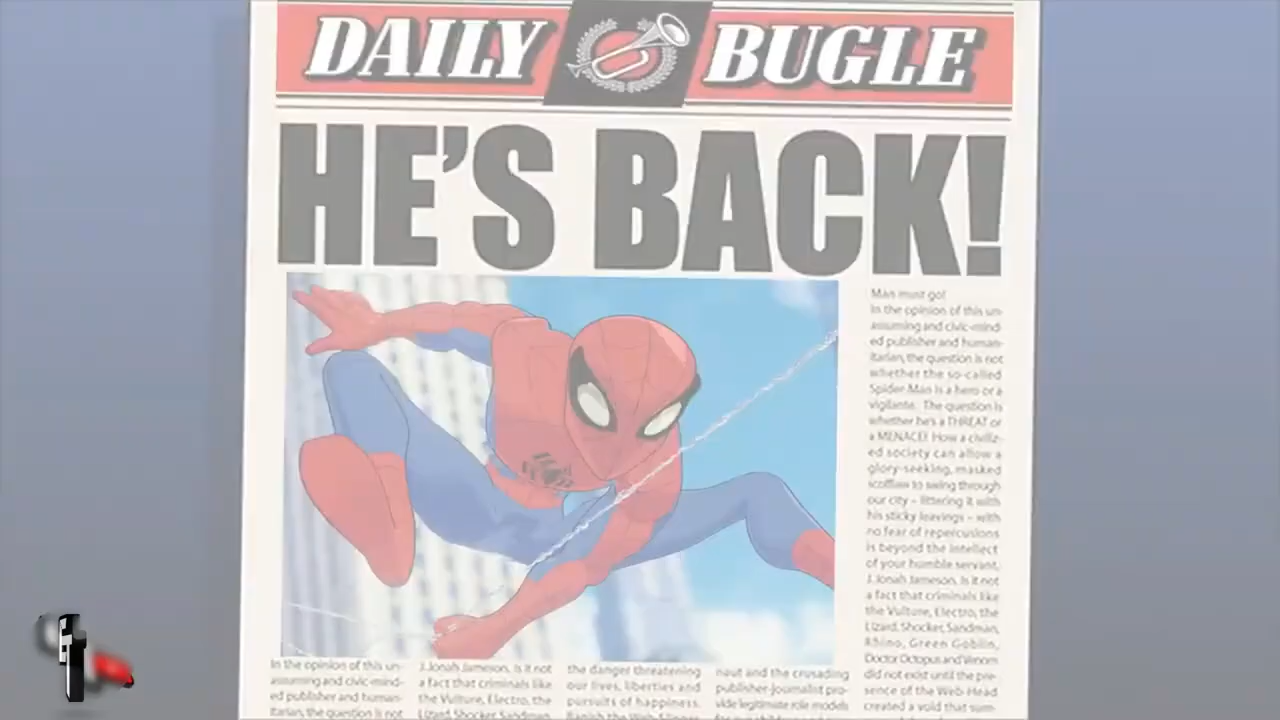 DAILY BUGLE
HE'S BACK!
Man must go!
In the opinion of this un-
assuming and civic-mind-
ed publisher and human-
itarian, the question is not
whether the so-called
Spider-Man is a hero or a
vigilante. The question is
whether he's a THREAT or
a MENACE! How a civiliz-
ed society can allow a
glory-seeking, masked
scofflaw to swing through
our city – littering it with
his sticky leavings – with
no fear of repercussions
is beyond the intellect
of your humble servant,
J. Jonah Jameson. Is it not
a fact that criminals like
the Vulture, Electro, the
Lizard, Shocker, Sandman,
Rhino, Green Goblin,
Doctor Octopus and Venom
did not exist until the pre-
sence of the Web-Head
created a void that sum-
In the opinion of this un-
assuming and civic-mind-
ed publisher and human-
itarian, the question is not
J. Jonah Jameson. Is it not
a fact that criminals like
the Vulture, Electro, the
Lizard, Shocker, Sandman,
the danger threatening
our lives, liberties and
pursuits of happiness.
Banish the Web-Slinger
naut and the crusading
publisher-journalist pro-
vide legitimate role models